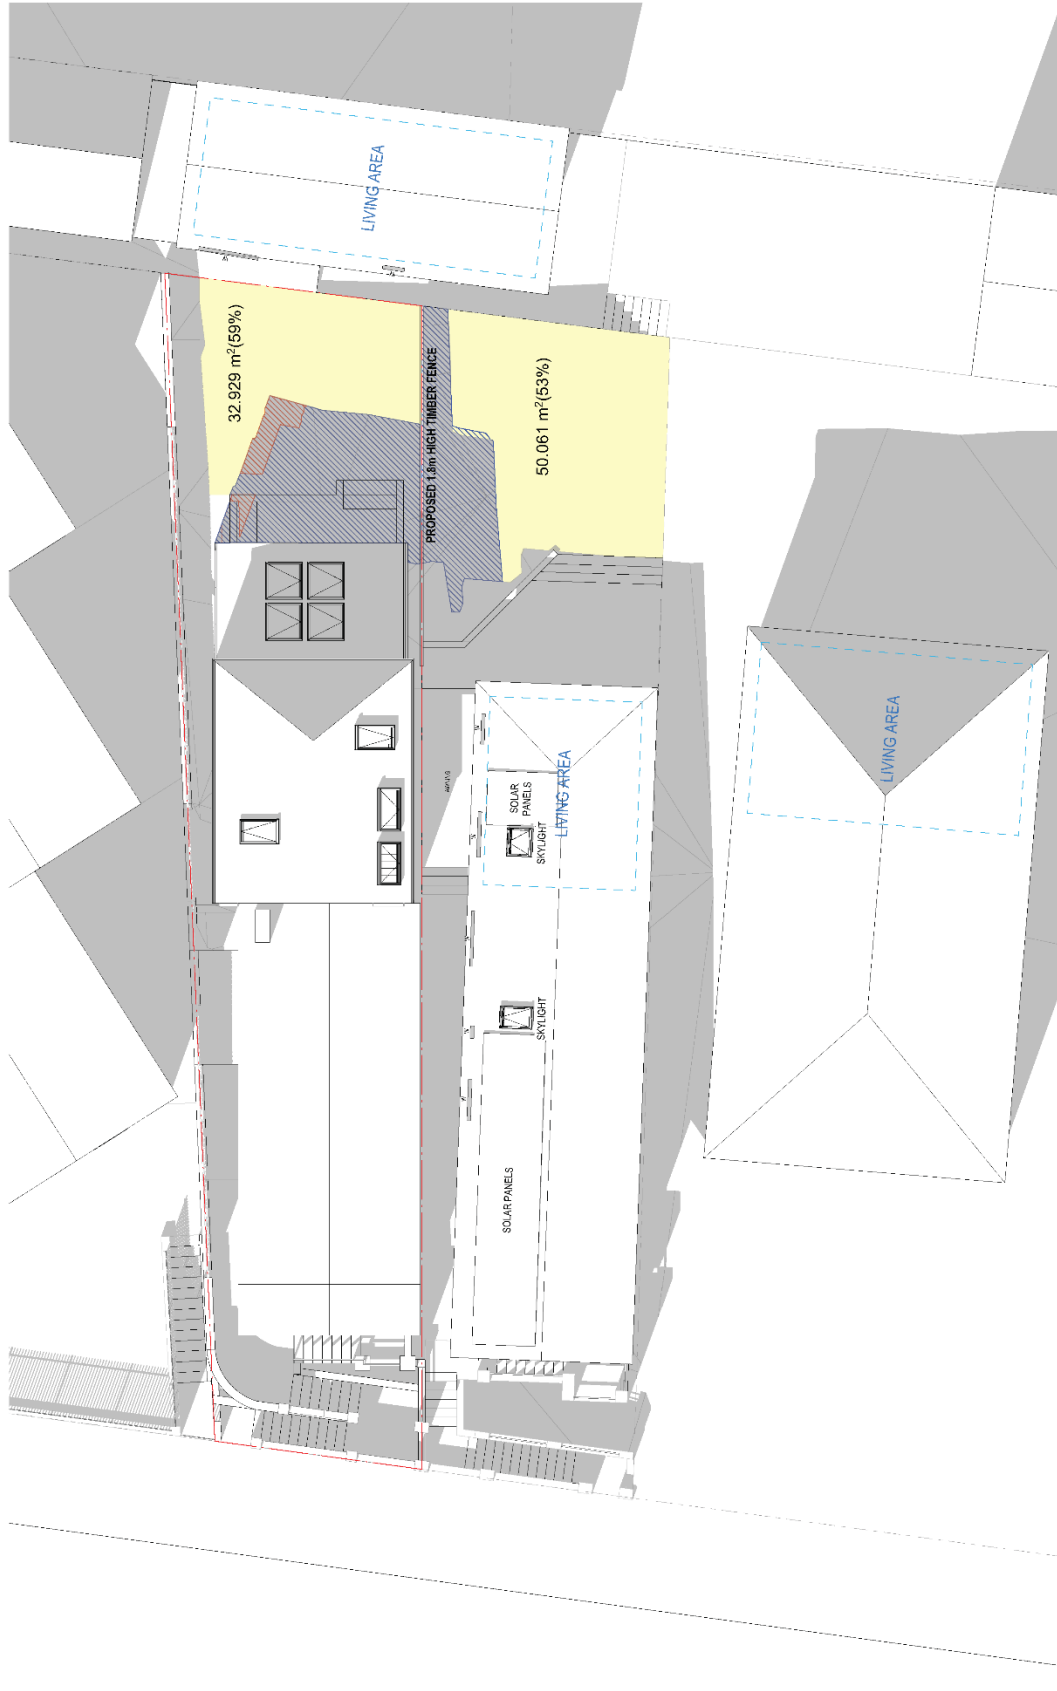 LIVING AREA
32.929 m²(59%)
PROPOSED 1.8m HIGH TIMBER FENCE
50.061 m²(53%)
LIVING AREA
AWNING
SOLAR
PANELS
SKYLIGHT
LIVING AREA
SKYLIGHT
SOLAR PANELS